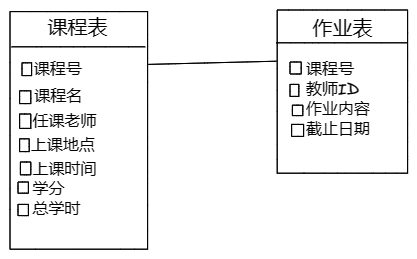 课程表
课程号
课程名
任课老师
上课地点
上课时间
学分
总学时
作业表
课程号
教师ID
作业内容
截止日期